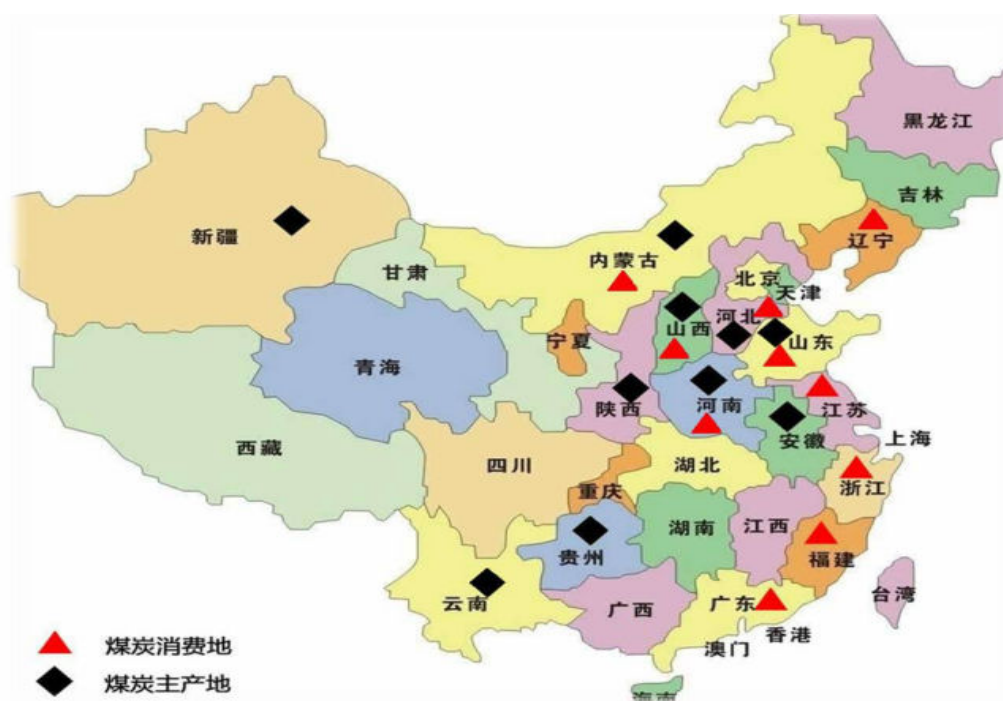 黑龙江
吉林
辽宁
新疆
甘肃
内蒙古
北京
天津
河北
山西
山东
宁夏
青海
陕西
河南
江苏
安徽
上海
西藏
四川
湖北
浙江
重庆
湖南
江西
贵州
福建
云南
广西
广东
台湾
香港
澳门
海南
煤炭消费地
煤炭主产地